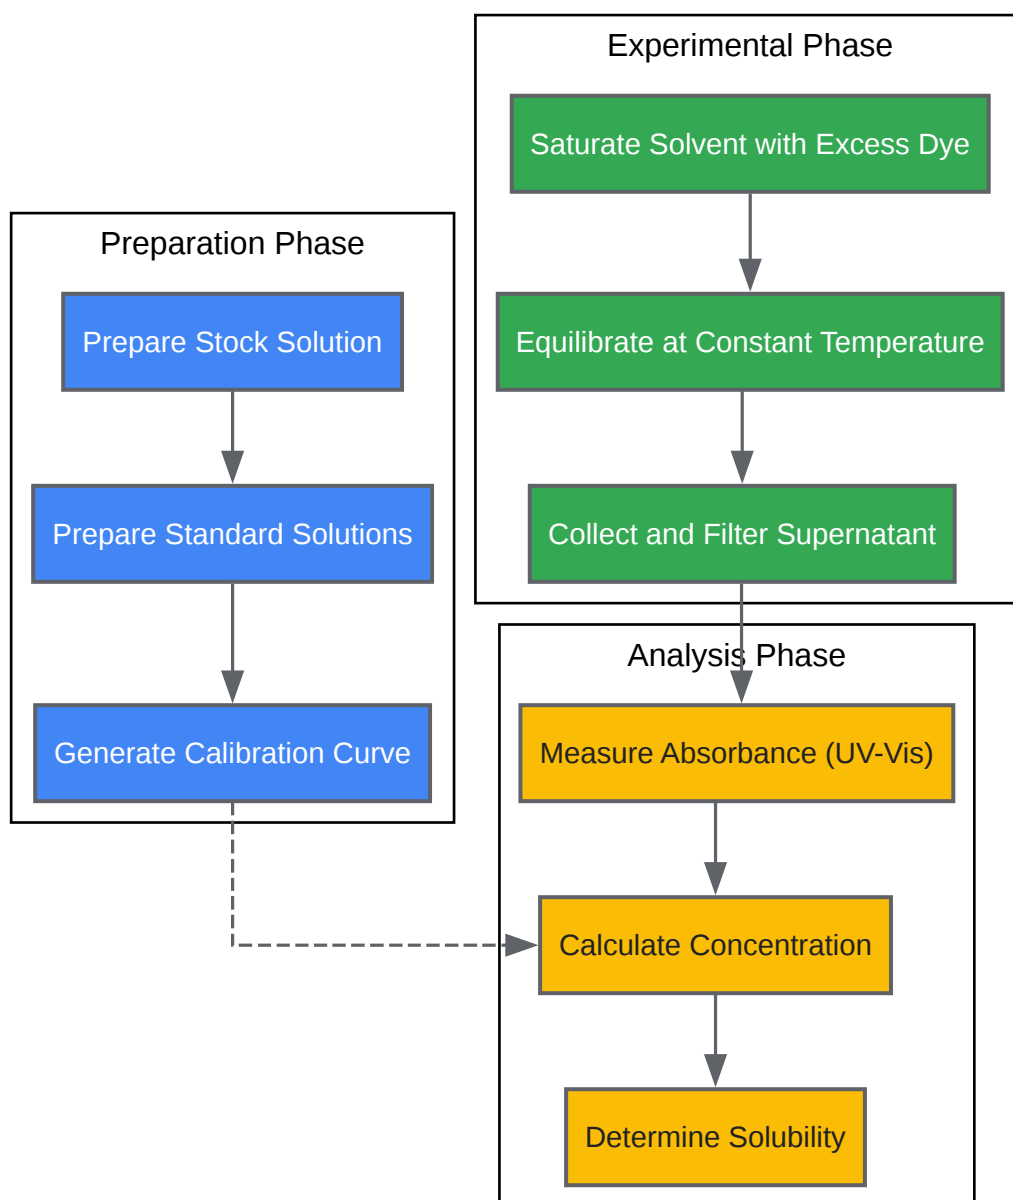 Experimental Phase
Saturate Solvent with Excess Dye
Equilibrate at Constant Temperature
Collect and Filter Supernatant
Preparation Phase
Prepare Stock Solution
Prepare Standard Solutions
Generate Calibration Curve
Analysis Phase
Measure Absorbance (UV-Vis)
Calculate Concentration
Determine Solubility